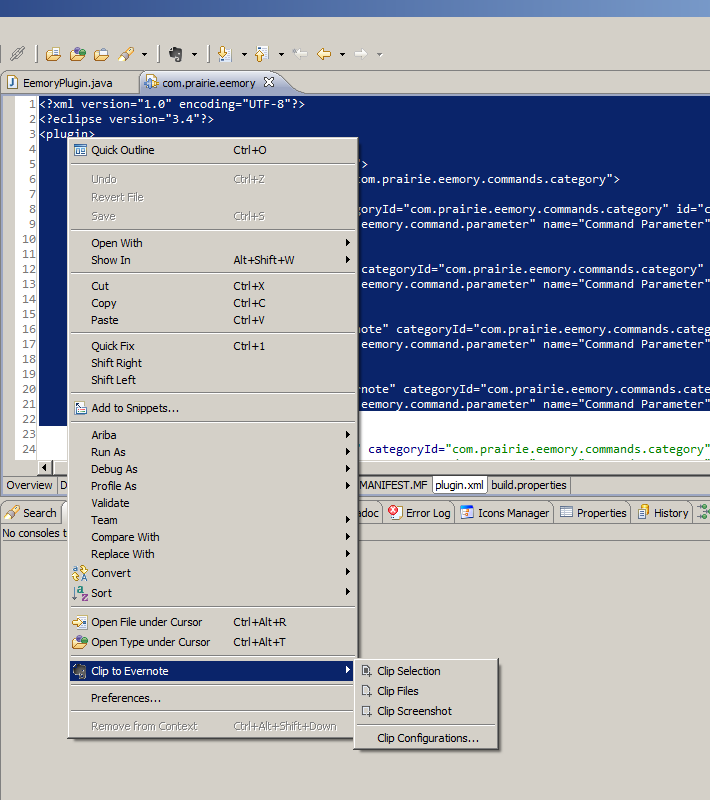 EemoryPlugin.java com.prairie.eemory
1 <?xml version="1.0" encoding="UTF-8"?>
2 <?eclipse version="3.4"?>
3 <plugin>
4
5 ">
6 com.prairie.eemory.commands.category">
7
8 goryId="com.prairie.eemory.commands.category" id="c
9 eemory.command.parameter" name="Command Parameter"
10
11
12 categoryId="com.prairie.eemory.commands.category"
13 eemory.command.parameter" name="Command Parameter"
14
15
16 note" categoryId="com.prairie.eemory.commands.categ
17 eemory.command.parameter" name="Command Parameter"
18
19
20 rnote" categoryId="com.prairie.eemory.commands.cate
21 eemory.command.parameter" name="Command Parameter"
22
23
24 " categoryId="com.prairie.eemory.commands.category"
Quick Outline Ctrl+O
Undo Ctrl+Z
Revert File
Save Ctrl+S
Open With
Show In Alt+Shift+W
Cut Ctrl+X
Copy Ctrl+C
Paste Ctrl+V
Quick Fix Ctrl+1
Shift Right
Shift Left
Add to Snippets...
Ariba
Run As
Debug As
Profile As
Validate
Team
Compare With
Replace With
Convert
Sort
Open File under Cursor Ctrl+Alt+R
Open Type under Cursor Ctrl+Alt+T
Clip to Evernote
Preferences...
Remove from Context Ctrl+Alt+Shift+Down
Clip Selection
Clip Files
Clip Screenshot
Clip Configurations...
Overview D MANIFEST.MF plugin.xml build.properties
Search adoc Error Log Icons Manager Properties History
No consoles t